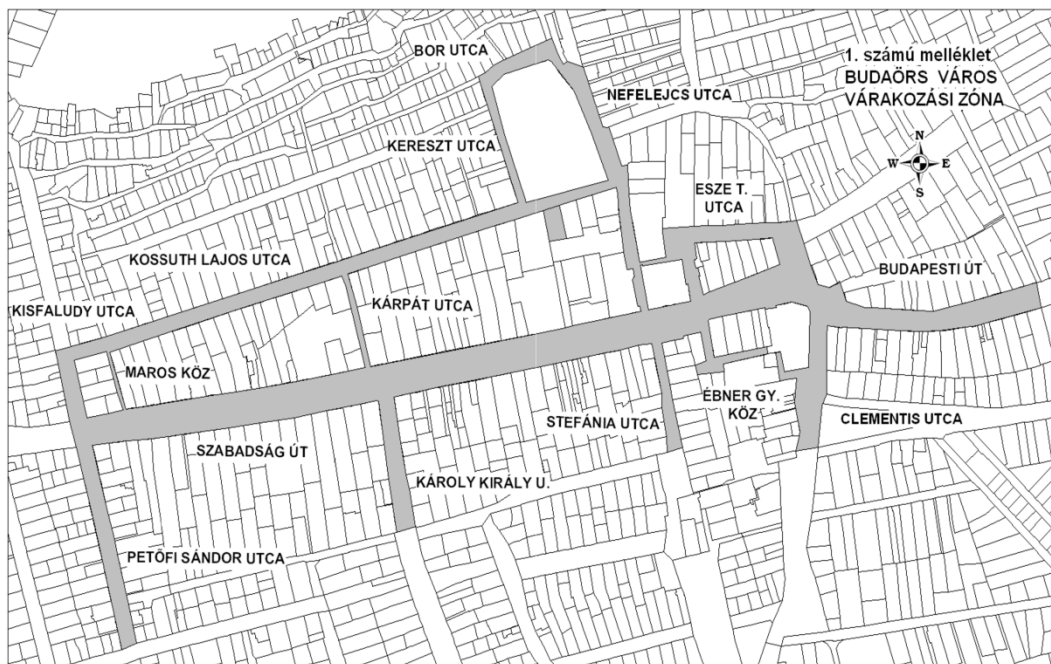 1. számú melléklet
BUDAÖRS VÁROS
VÁRAKOZÁSI ZÓNA
N
W E
S
BOR UTCA
NEFELEJCS UTCA
KERESZT UTCA
ESZE T.
UTCA
KOSSUTH LAJOS UTCA
BUDAPESTI ÚT
KISFALUDY UTCA
KÁRPÁT UTCA
MAROS KÖZ
ÉBNER GY.
KÖZ
STEFÁNIA UTCA
CLEMENTIS UTCA
SZABADSÁG ÚT
KÁROLY KIRÁLY U.
PETŐFI SÁNDOR UTCA